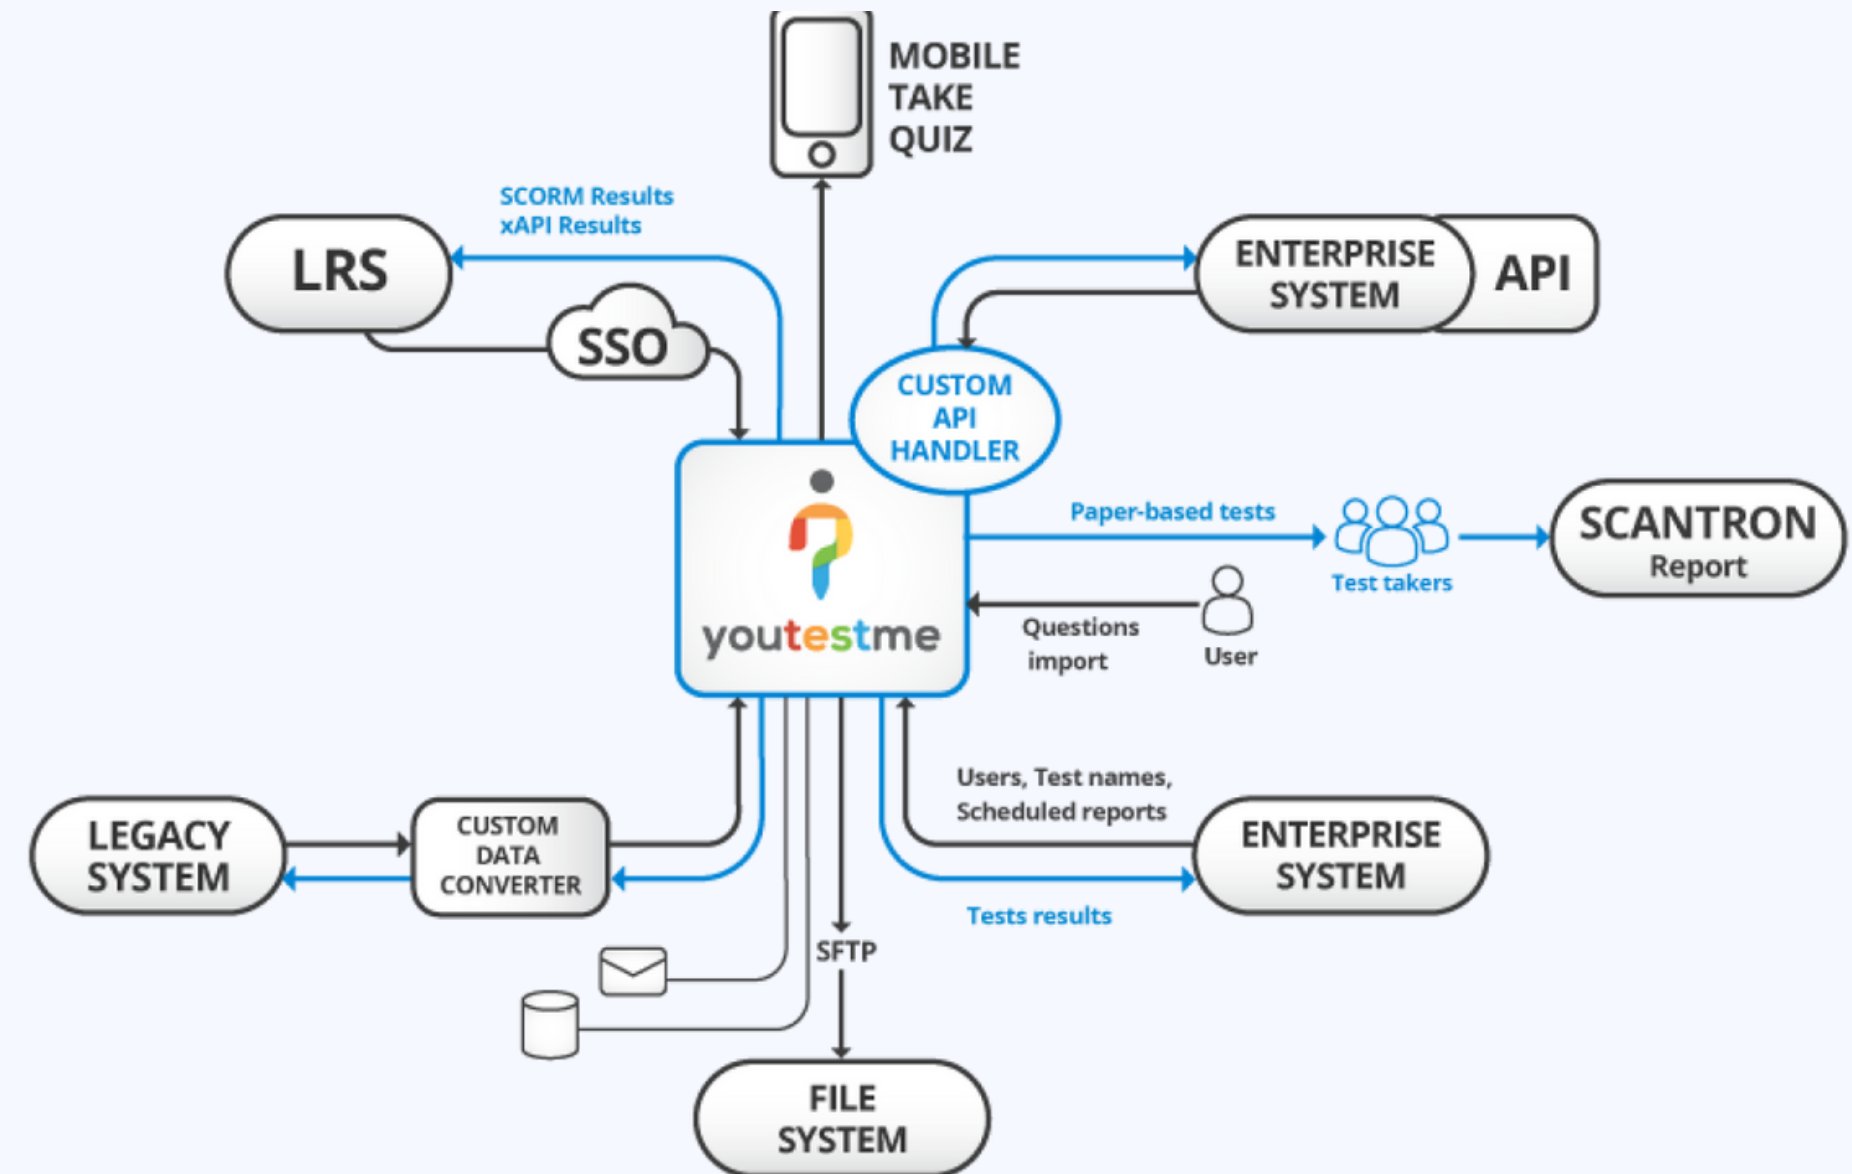 MOBILE
TAKE
QUIZ
SCORM Results
xAPI Results
LRS
SSO
ENTERPRISE
SYSTEM
API
CUSTOM
API
HANDLER
youtestme
Paper-based tests
Test takers
SCANTRON
Report
Questions
import
User
Users, Test names,
Scheduled reports
LEGACY
SYSTEM
CUSTOM
DATA
CONVERTER
ENTERPRISE
SYSTEM
Tests results
SFTP
FILE
SYSTEM